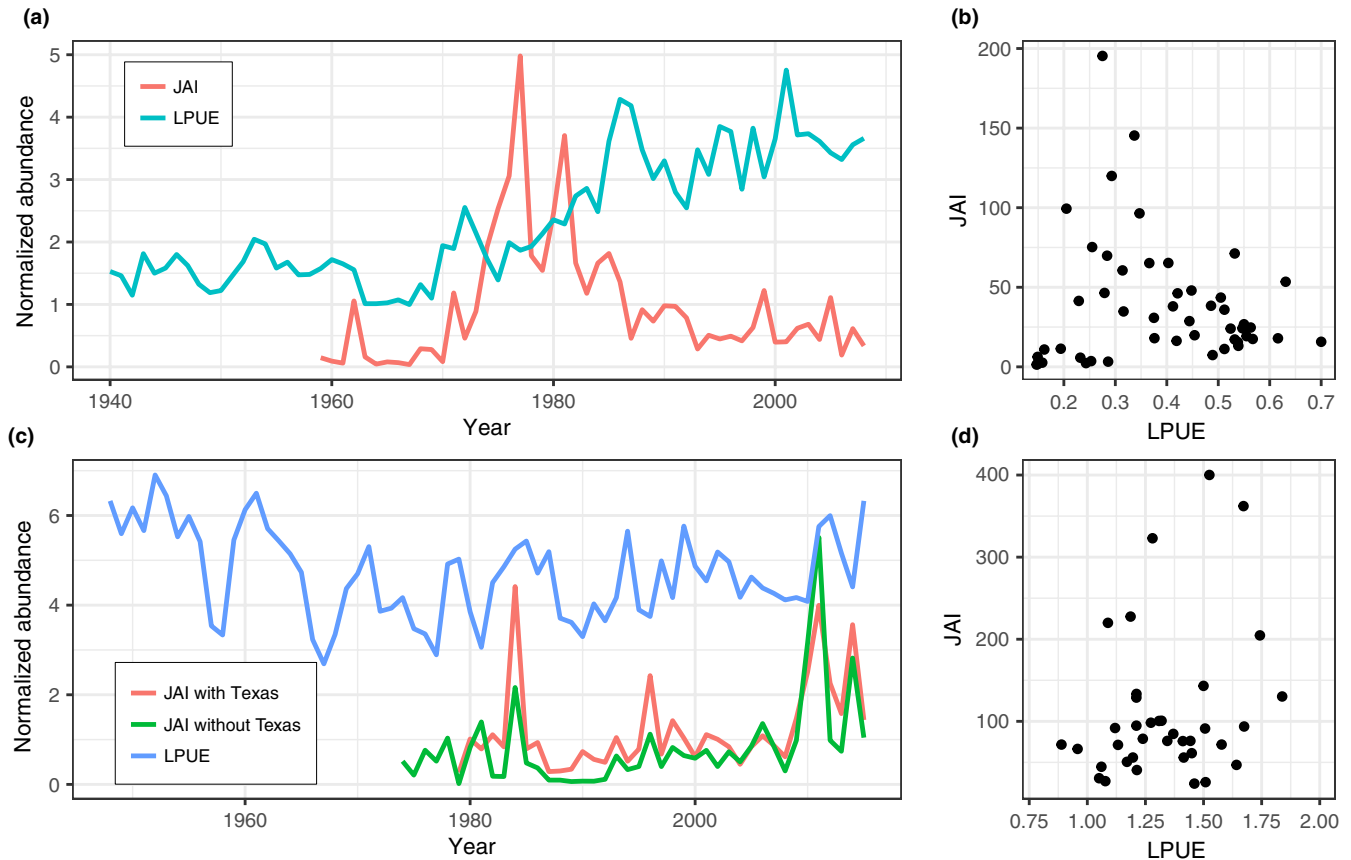 (a)
Normalized abundance
5
4
3
2
1
0
JAI
LPUE
1940
1960
1980
2000
Year
(b)
JAI
200
150
100
50
0
0.2
0.3
0.4
0.5
0.6
0.7
LPUE
(c)
Normalized abundance
6
4
2
0
JAI with Texas
JAI without Texas
LPUE
1960
1980
2000
Year
(d)
JAI
400
300
200
100
0.75
1.00
1.25
1.50
1.75
2.00
LPUE